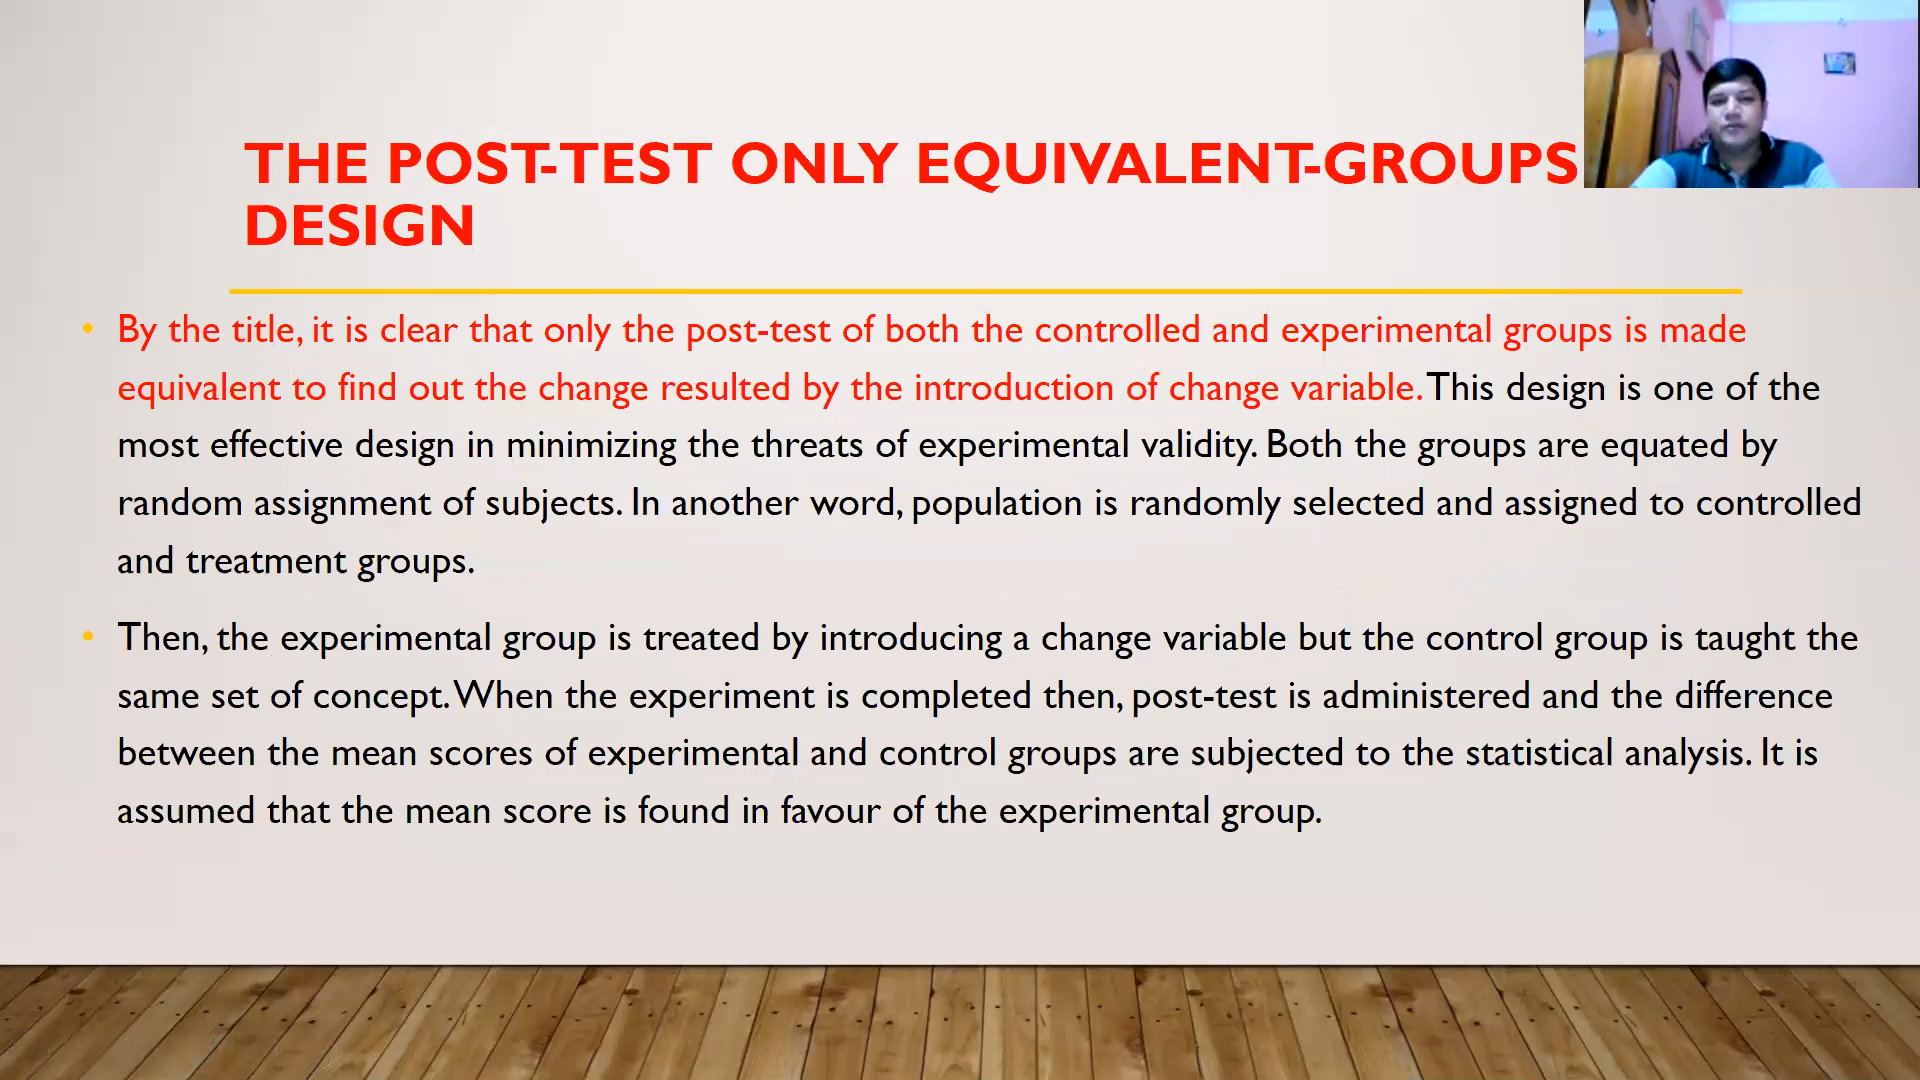 THE POST-TEST ONLY EQUIVALENT-GROUPS
DESIGN
• By the title, it is clear that only the post-test of both the controlled and experimental groups is made
equivalent to find out the change resulted by the introduction of change variable. This design is one of the
most effective design in minimizing the threats of experimental validity. Both the groups are equated by
random assignment of subjects. In another word, population is randomly selected and assigned to controlled
and treatment groups.
• Then, the experimental group is treated by introducing a change variable but the control group is taught the
same set of concept. When the experiment is completed then, post-test is administered and the difference
between the mean scores of experimental and control groups are subjected to the statistical analysis. It is
assumed that the mean score is found in favour of the experimental group.